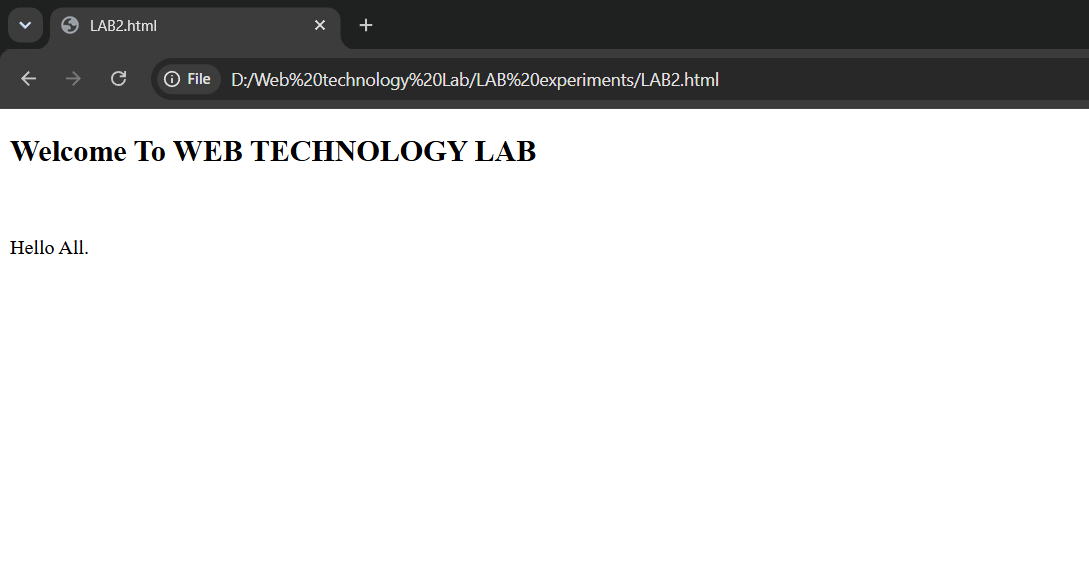 LAB2.html
File D:/Web%20technology%20Lab/LAB%20experiments/LAB2.html
Welcome To WEB TECHNOLOGY LAB
Hello All.